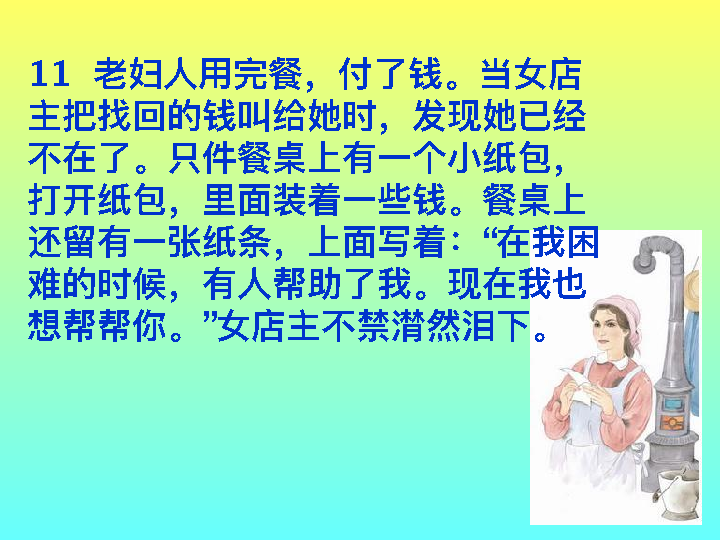 11 老妇人用完餐，付了钱。当女店
主把找回的钱叫给她时，发现她已经
不在了。只件餐桌上有一个小纸包，
打开纸包，里面装着一些钱。餐桌上
还留有一张纸条，上面写着：“在我困
难的时候，有人帮助了我。现在我也
想帮帮你。”女店主不禁潸然泪下。